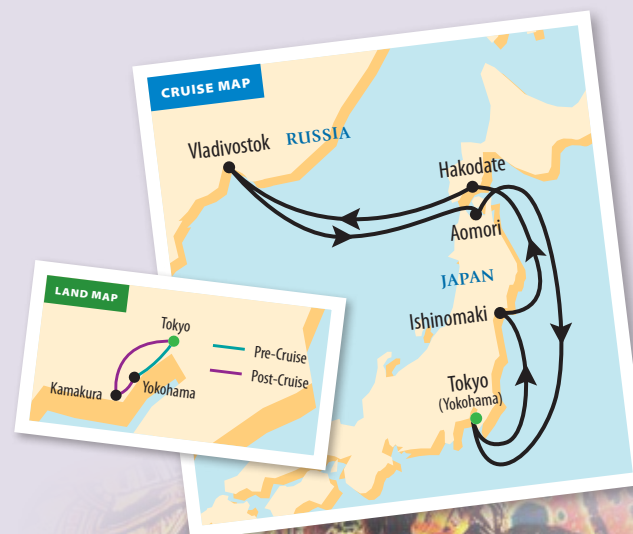 CRUISE MAP
Vladivostok
RUSSIA
Hakodate
Aomori
JAPAN
Ishinomaki
Tokyo
(Yokohama)
LAND MAP
Tokyo
Pre-Cruise
Post-Cruise
Kamakura
Yokohama